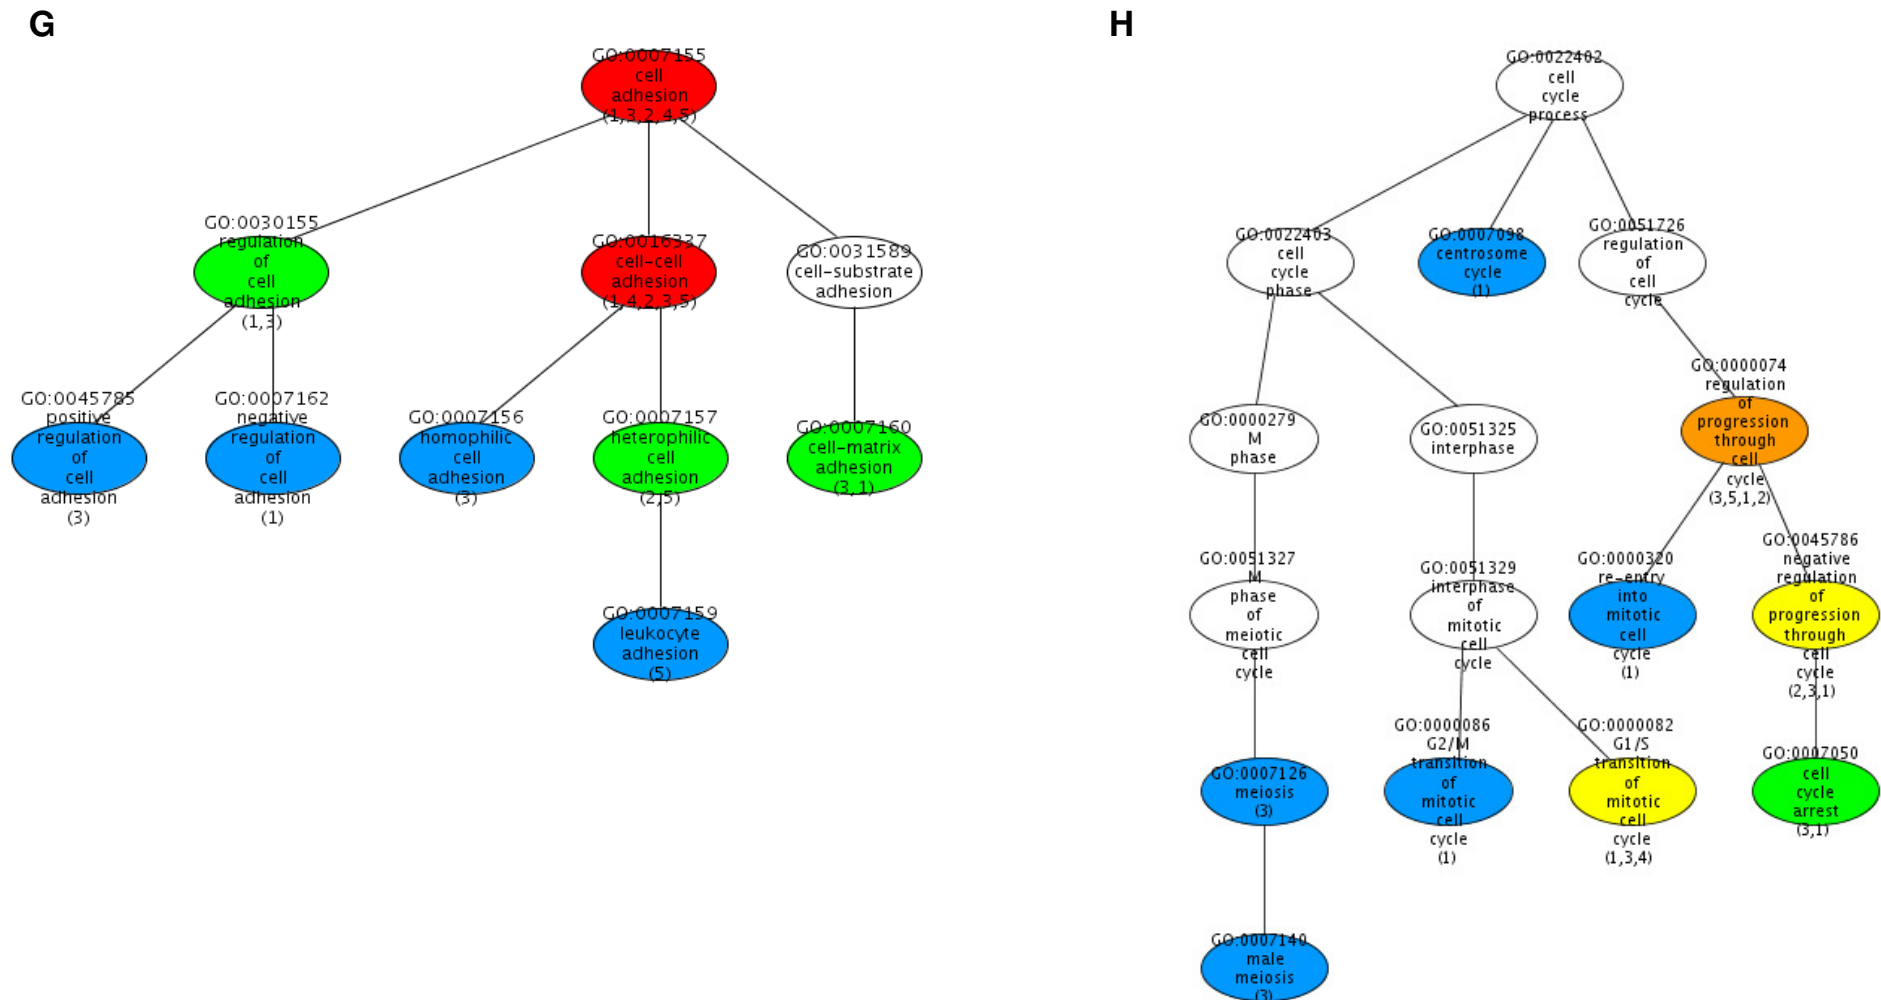 G
GO:0007155
cell
adhesion
(1,3,2,4,5)
GO:0030155
regulation
of
cell
adhesion
(1,3)
GO:0016337
cell-cell
adhesion
(1,4,2,3,5)
GO:0031589
cell-substrate
adhesion
GO:0045785
positive
regulation
of
cell
adhesion
(3)
GO:0007162
negative
regulation
of
cell
adhesion
(1)
GO:0007156
homophilic
cell
adhesion
(3)
GO:0007157
heterophilic
cell
adhesion
(2,5)
GO:0007160
cell-matrix
adhesion
(3,1)
GO:0007159
leukocyte
adhesion
(5)
H
GO:0022402
cell
cycle
process
GO:0022403
cell
cycle
phase
GO:0007098
centrosome
cycle
(1)
GO:0051726
regulation
of
cell
cycle
GO:0000279
M
phase
GO:0051325
interphase
GO:0000074
regulation
of
progression
through
cell
cycle
(3,5,1,2)
GO:0051327
M
phase
of
meiotic
cell
cycle
GO:0051329
interphase
of
mitotic
cell
cycle
GO:0000320
re-entry
into
mitotic
cell
cycle
(1)
GO:0045786
negative
regulation
of
progression
through
cell
cycle
(2,3,1)
GO:0007126
meiosis
(3)
GO:0000086
G2/M
transition
of
mitotic
cell
cycle
(1)
GO:0000082
G1/S
transition
of
mitotic
cell
cycle
(1,3,4)
GO:0007050
cell
cycle
arrest
(3,1)
GO:0007140
male
meiosis
(3)